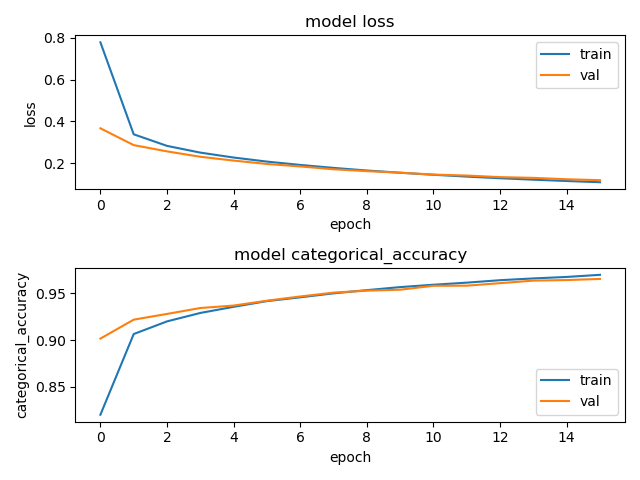 model loss
0.8
0.6
0.4
0.2
loss
train
val
0 2 4 6 8 10 12 14
epoch
model categorical_accuracy
0.95
0.90
0.85
categorical_accuracy
train
val
0 2 4 6 8 10 12 14
epoch